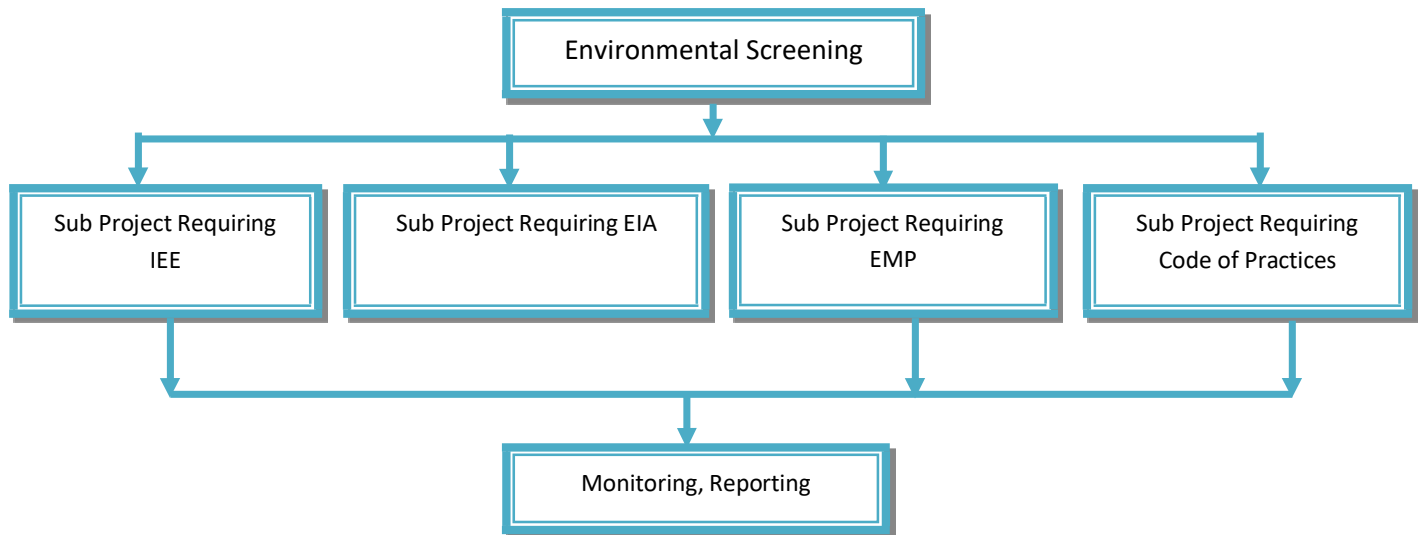 Environmental Screening
Sub Project Requiring
IEE
Sub Project Requiring EIA
Sub Project Requiring
EMP
Sub Project Requiring
Code of Practices
Monitoring, Reporting